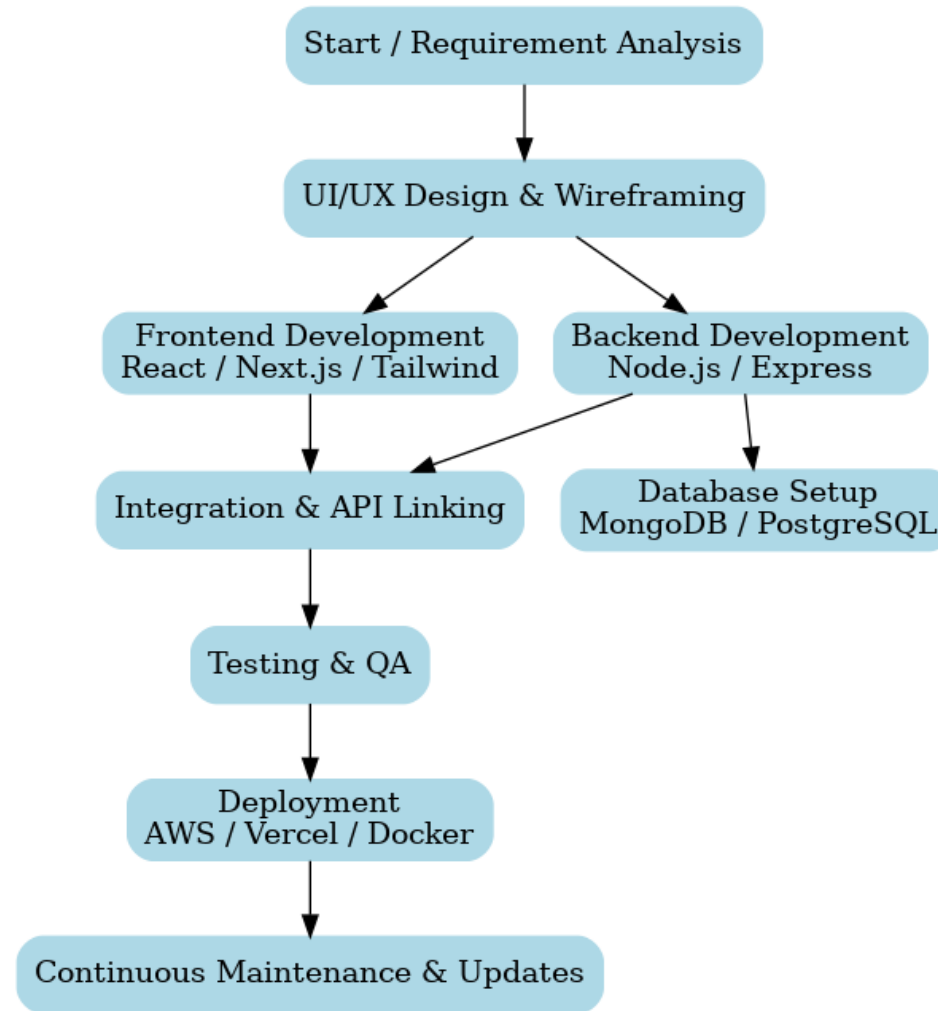 Start / Requirement Analysis
UI/UX Design & Wireframing
Frontend Development
React / Next.js / Tailwind
Backend Development
Node.js / Express
Integration & API Linking
Database Setup
MongoDB / PostgreSQL
Testing & QA
Deployment
AWS / Vercel / Docker
Continuous Maintenance & Updates